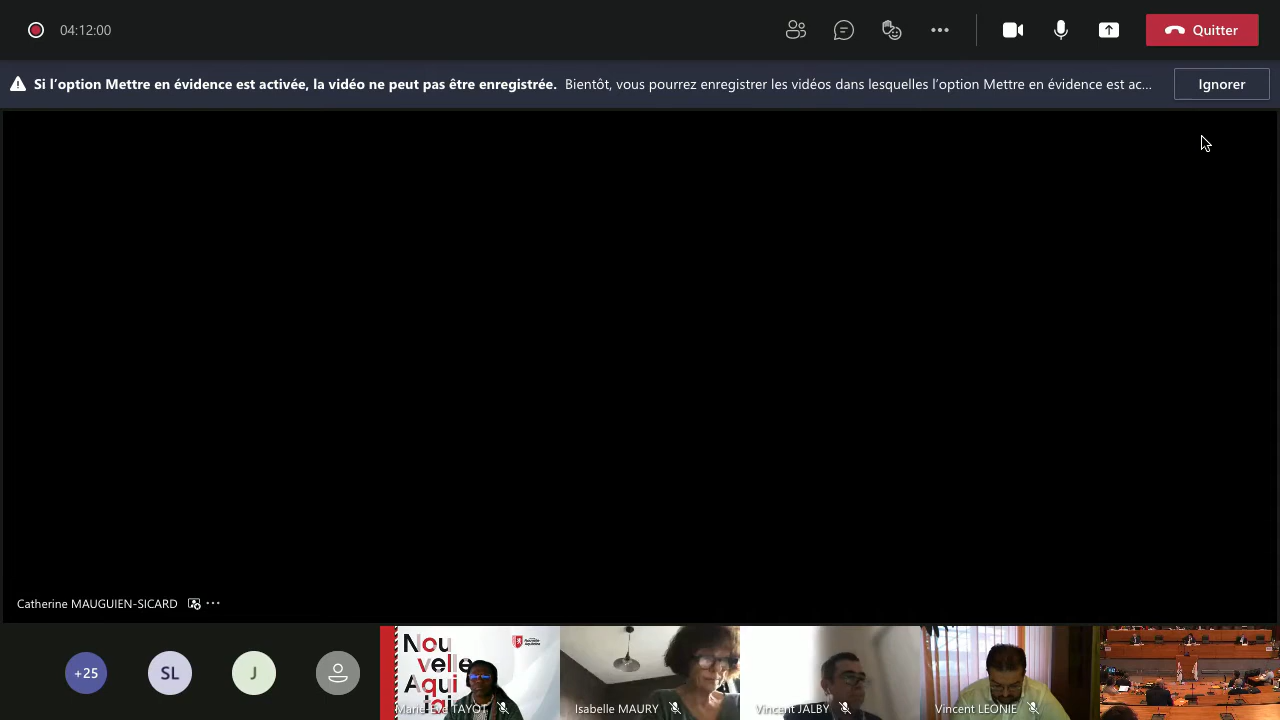 04:12:00
Quitter
Si l'option Mettre en évidence est activée, la vidéo ne peut pas être enregistrée. Bientôt, vous pourrez enregistrer les vidéos dans lesquelles l'option Mettre en évidence est ac...
Ignorer
Catherine MAUGUIEN-SICARD
+25
SL
J
Nou
velle
Aqui
Marie-Eve TAYOT
Isabelle MAURY
Vincent JALBY
Vincent LEONIE